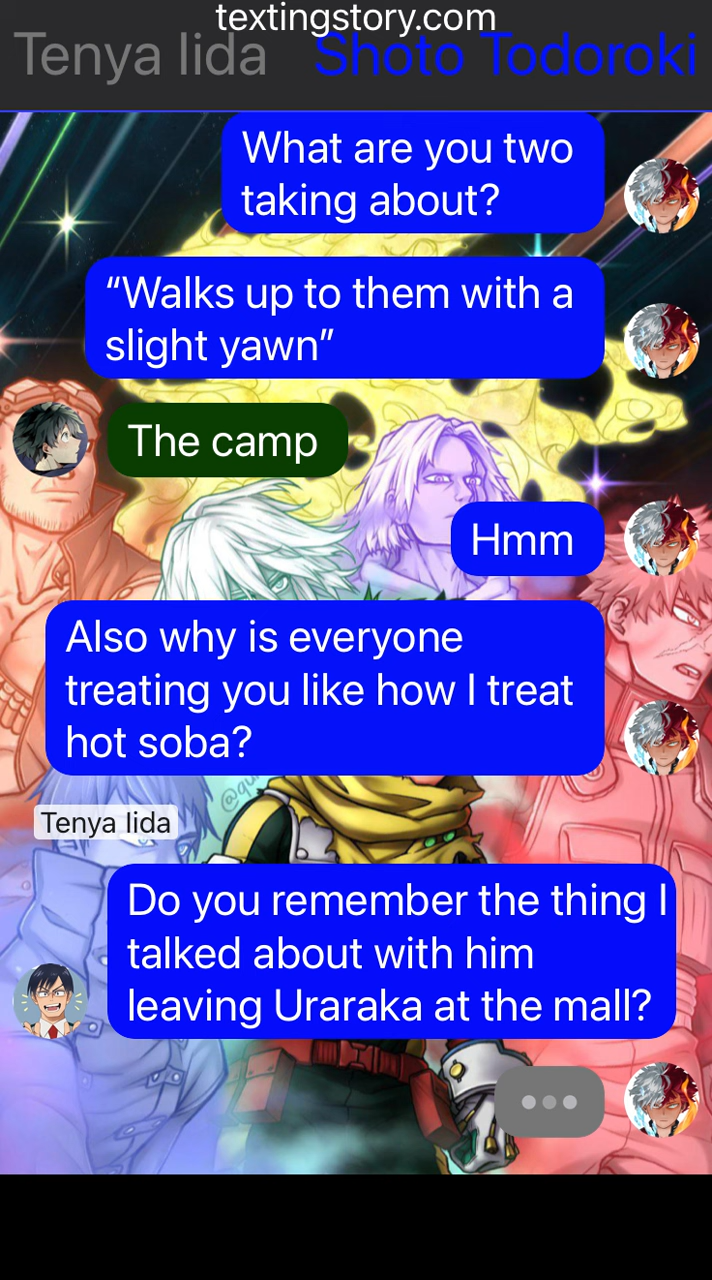 textingstory.com
Tenya Iida Shoto Todoroki
What are you two
taking about?
“Walks up to them with a
slight yawn”
The camp
Hmm
Also why is everyone
treating you like how I treat
hot soba?
Tenya Iida
Do you remember the thing I
talked about with him
leaving Uraraka at the mall?